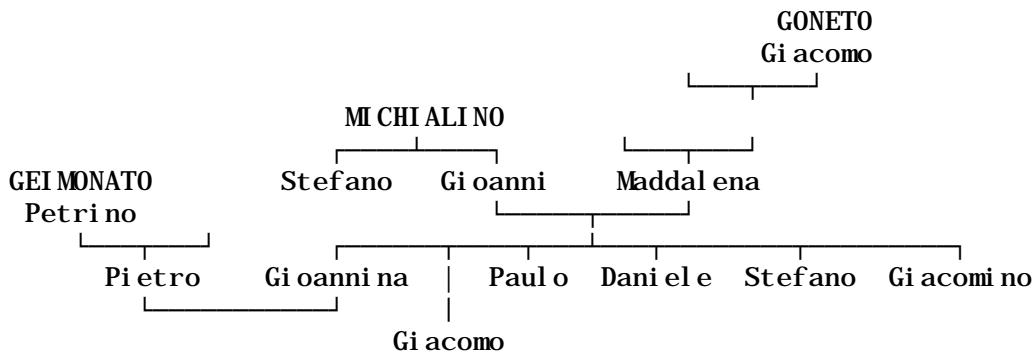 GONETO
Giacomo
MICHIALINO
GEIMONATO Stefano Gioanni Maddalena
Petrino
Pietro Gioannina Paulo Daniele Stefano Giacomino
Giacomo